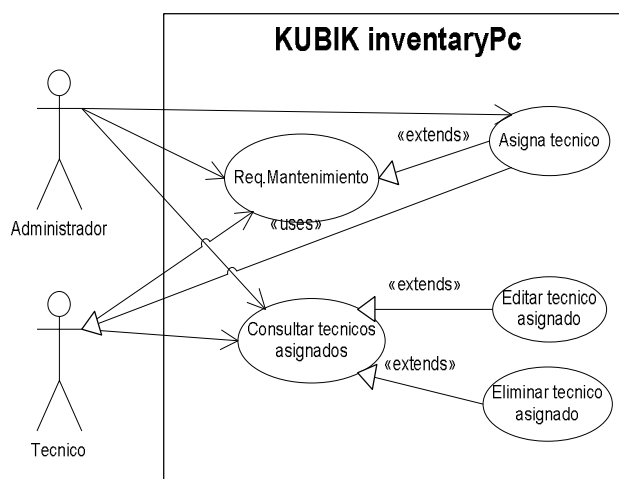 KUBIK inventaryPc
«extends»
Asigna tecnico
Req.Mantenimiento
Administrador
«uses»
«extends»
Editar tecnico
asignado
Consultar tecnicos
asignados
«extends»
Eliminar tecnico
asignado
Tecnico